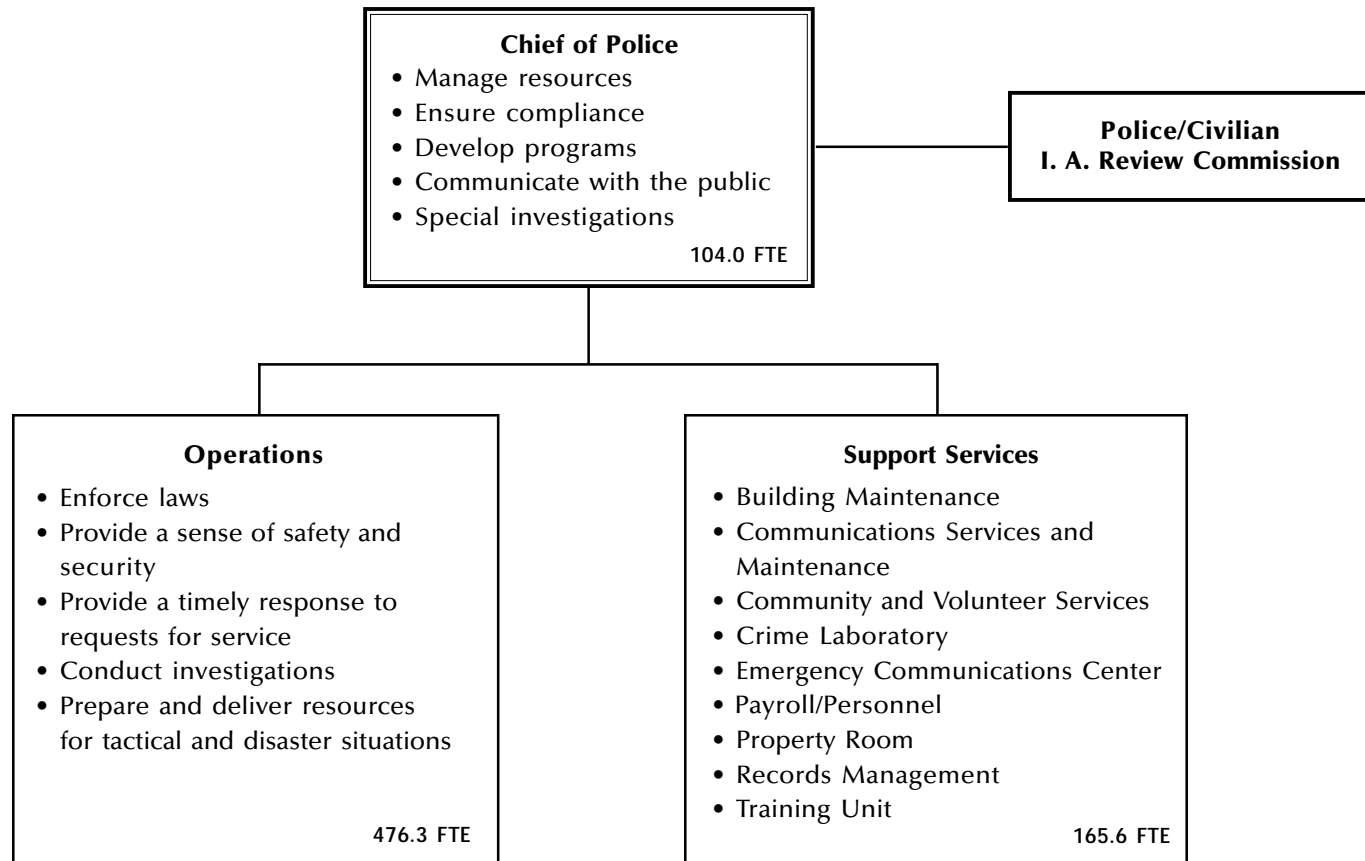 Chief of Police
• Manage resources
• Ensure compliance
• Develop programs
• Communicate with the public
• Special investigations
104.0 FTE
Police/Civilian
I. A. Review Commission
Operations
• Enforce laws
• Provide a sense of safety and
security
• Provide a timely response to
requests for service
• Conduct investigations
• Prepare and deliver resources
for tactical and disaster situations
476.3 FTE
Support Services
• Building Maintenance
• Communications Services and
Maintenance
• Community and Volunteer Services
• Crime Laboratory
• Emergency Communications Center
• Payroll/Personnel
• Property Room
• Records Management
• Training Unit
165.6 FTE